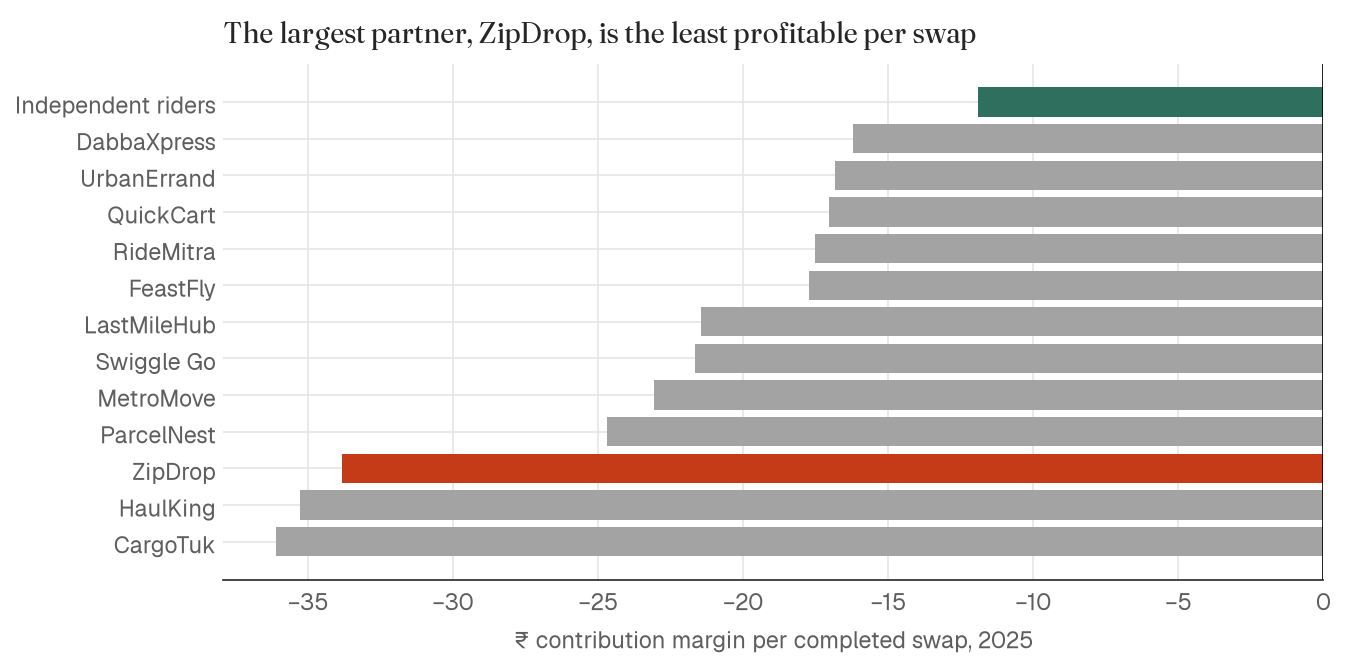 The largest partner, ZipDrop, is the least profitable per swap
Independent riders
DabbaXpress
UrbanErrand
QuickCart
RideMitra
FeastFly
LastMileHub
Swiggle Go
MetroMove
ParcelNest
ZipDrop
HaulKing
CargoTuk
−35 −30 −25 −20 −15 −10 −5 0
₹ contribution margin per completed swap, 2025